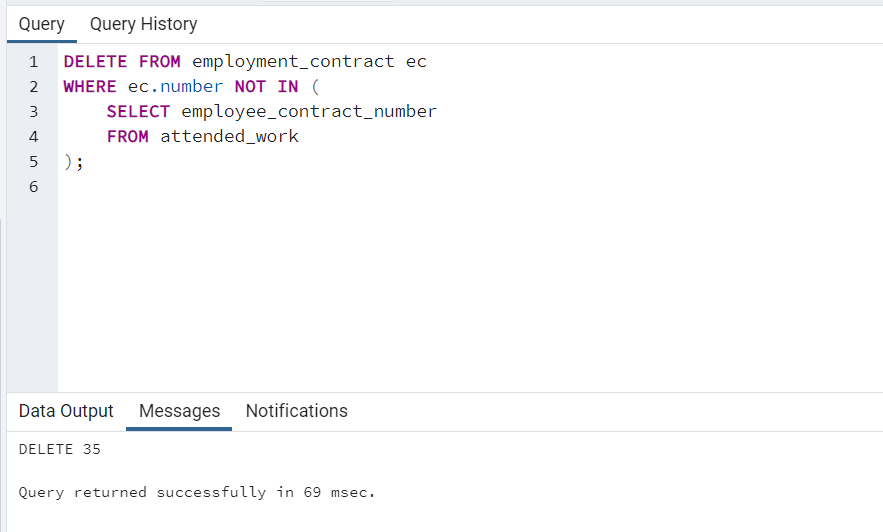 Query Query History
1 DELETE FROM employment_contract ec
2 WHERE ec.number NOT IN (
3 SELECT employee_contract_number
4 FROM attended_work
5 );
6
Data Output Messages Notifications
DELETE 35
Query returned successfully in 69 msec.